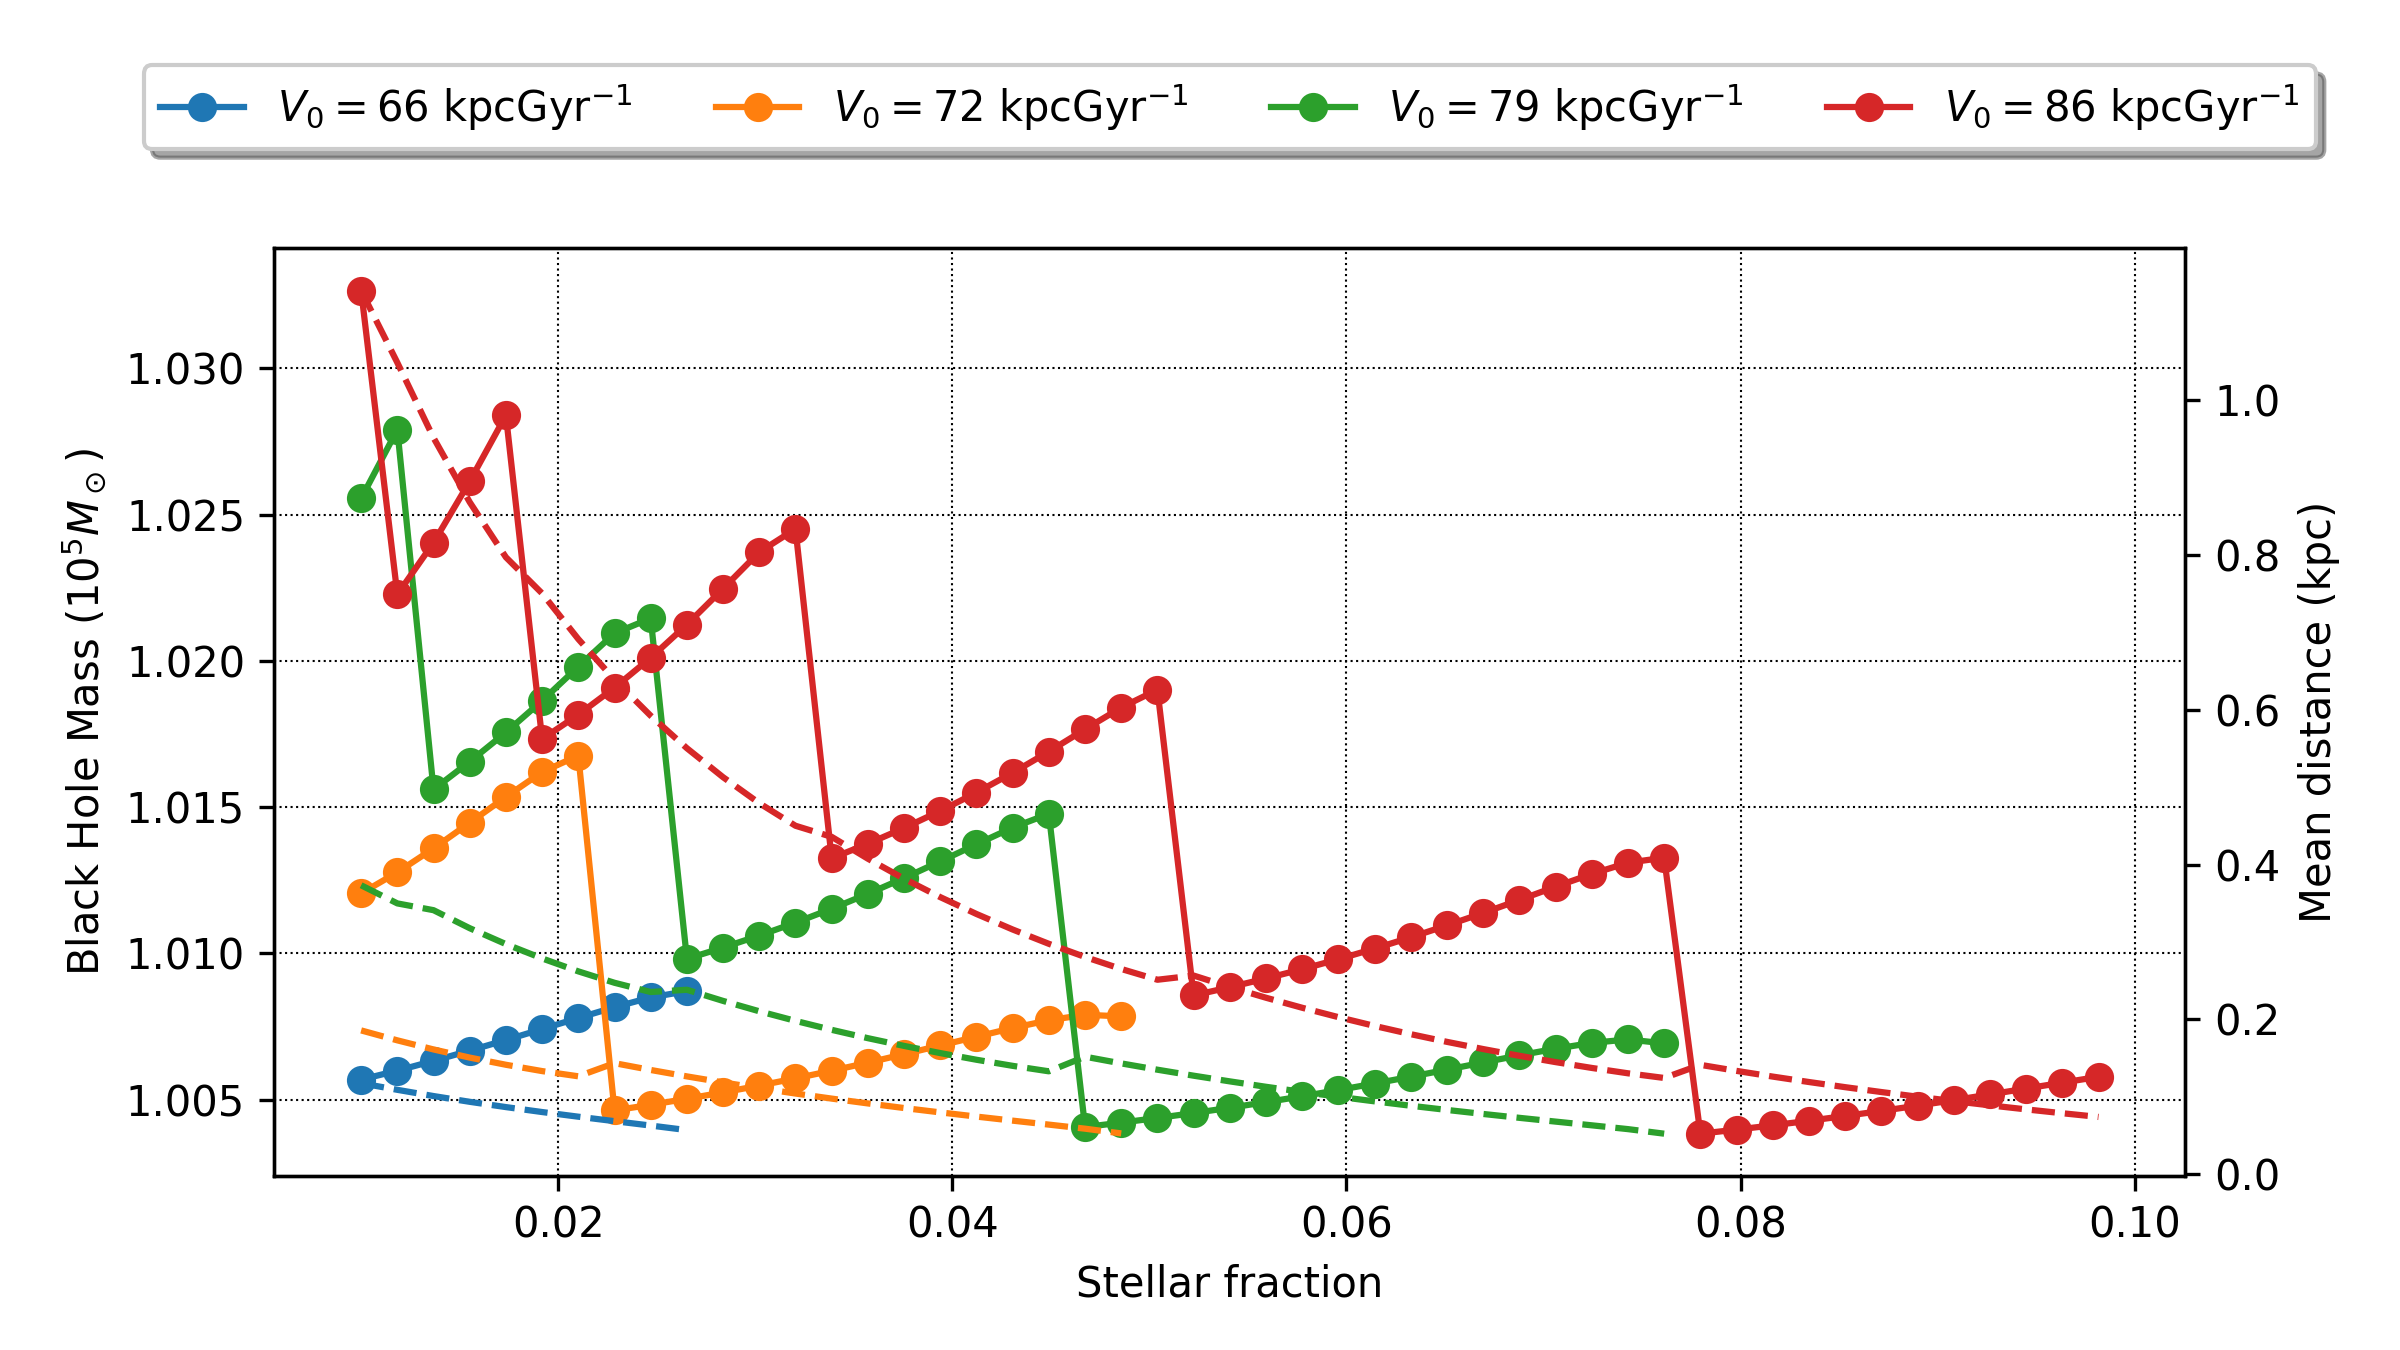 V₀ = 66 kpcGyr⁻¹ V₀ = 72 kpcGyr⁻¹ V₀ = 79 kpcGyr⁻¹ V₀ = 86 kpcGyr⁻¹
Black Hole Mass (10⁵M⊙)
1.030
1.025
1.020
1.015
1.010
1.005
1.0
0.8
0.6
0.4
0.2
0.0
Mean distance (kpc)
0.02 0.04 0.06 0.08 0.10
Stellar fraction